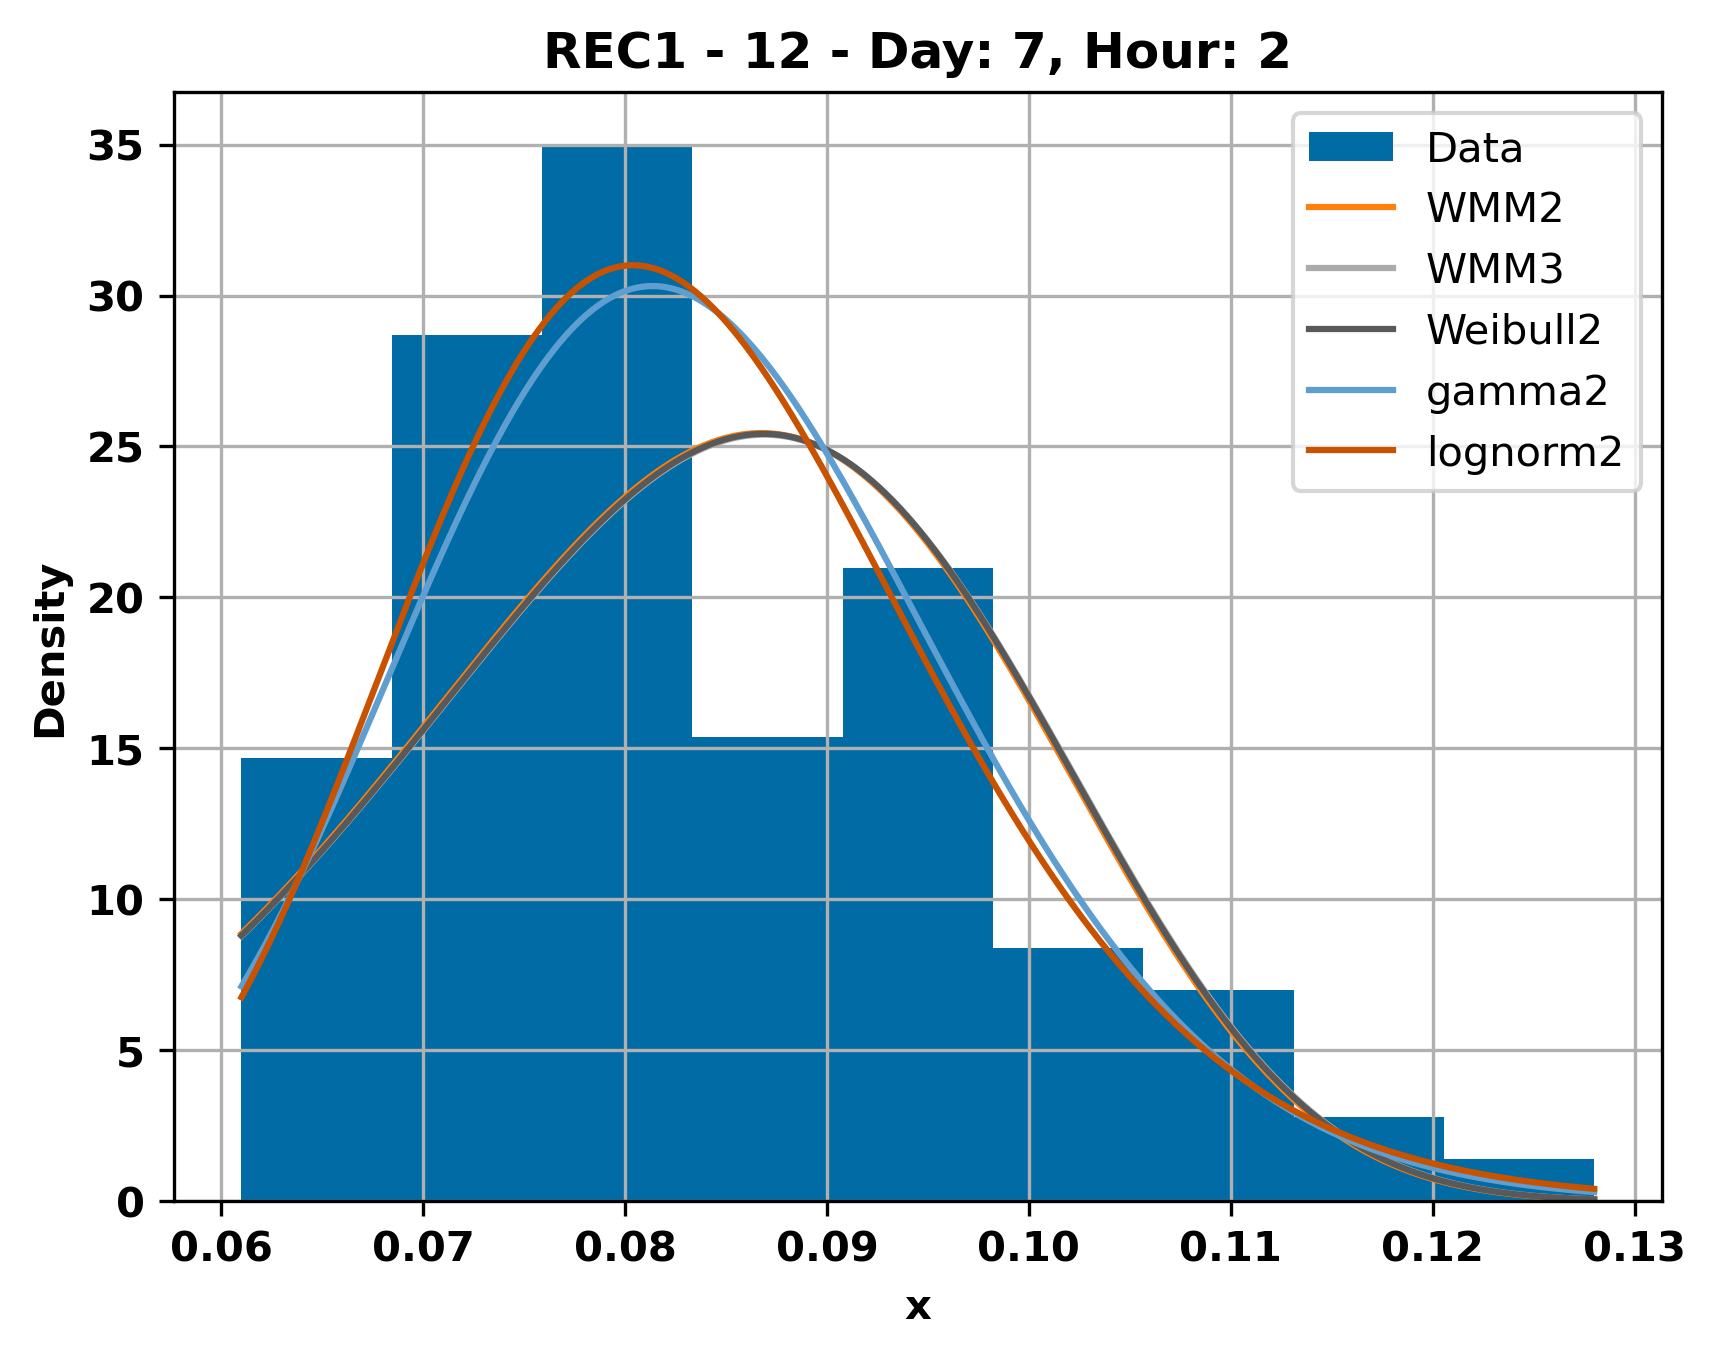 REC1 - 12 - Day: 7, Hour: 2
Density
35
30
25
20
15
10
5
0
Data
WMM2
WMM3
Weibull2
gamma2
lognorm2
0.06 0.07 0.08 0.09 0.10 0.11 0.12 0.13
x